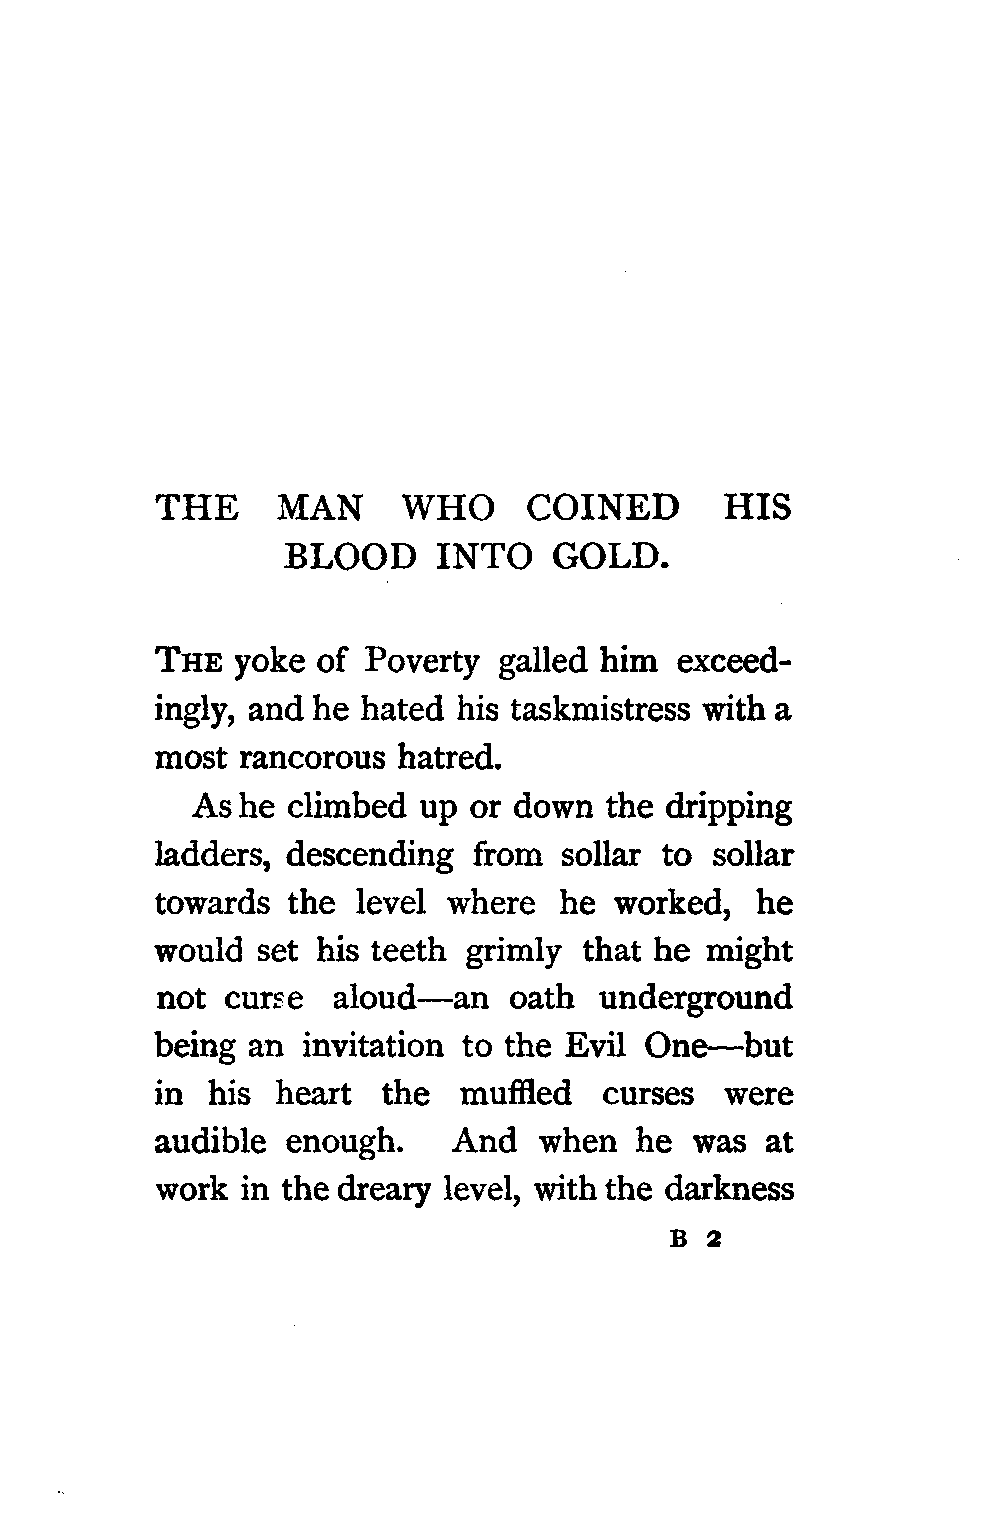 THE MAN WHO COINED HIS
BLOOD INTO GOLD.
THE yoke of Poverty galled him exceed-
ingly, and he hated his taskmistress with a
most rancorous hatred.
As he climbed up or down the dripping
ladders, descending from sollar to sollar
towards the level where he worked, he
would set his teeth grimly that he might
not curse aloud—an oath underground
being an invitation to the Evil One—but
in his heart the muffled curses were
audible enough. And when he was at
work in the dreary level, with the darkness
B 2